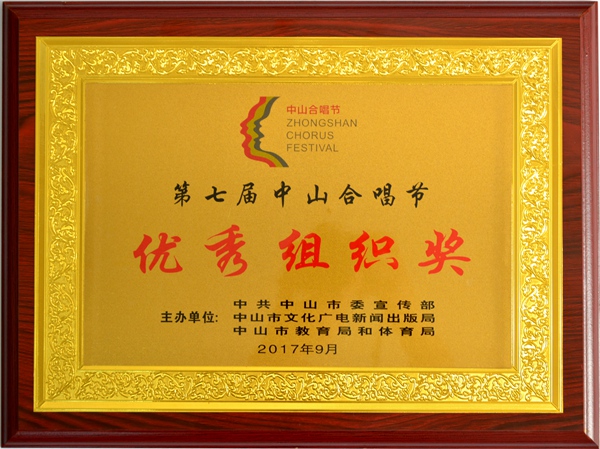 中山合唱节
ZHONGSHAN
CHORUS
FESTIVAL
第七届中山合唱节
优秀组织奖
中共中山市委宣传部
主办单位:中山市文化广电新闻出版局
中山市教育局和体育局
2017年9月